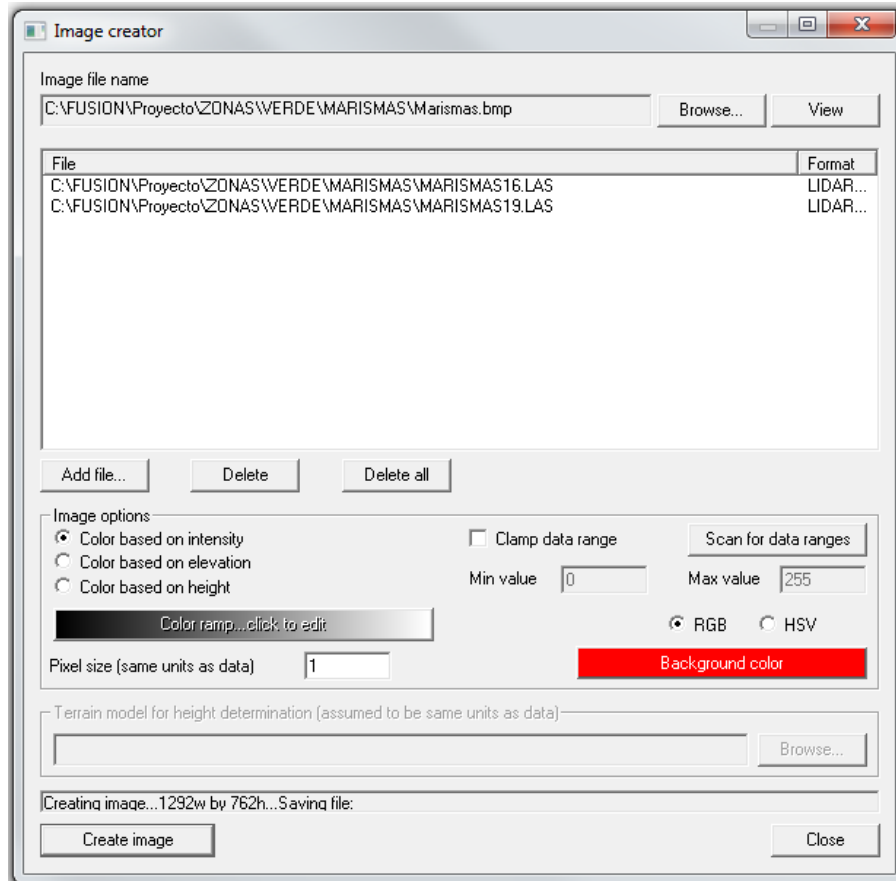 Image creator
Image file name
C:\FUSION\Proyecto\ZONAS\VERDE\MARISMAS\Marismas.bmp Browse... View
File Format
C:\FUSION\Proyecto\ZONAS\VERDE\MARISMAS\MARISMAS16.LAS LIDAR...
C:\FUSION\Proyecto\ZONAS\VERDE\MARISMAS\MARISMAS19.LAS LIDAR...
Add file... Delete Delete all
Image options
Color based on intensity Clamp data range Scan for data ranges
Color based on elevation
Color based on height Min value 0 Max value 255
Color ramp...click to edit RGB HSV
Pixel size (same units as data) 1 Background color
Terrain model for height determination (assumed to be same units as data)
Browse...
Creating image...1292w by 762h...Saving file:
Create image Close